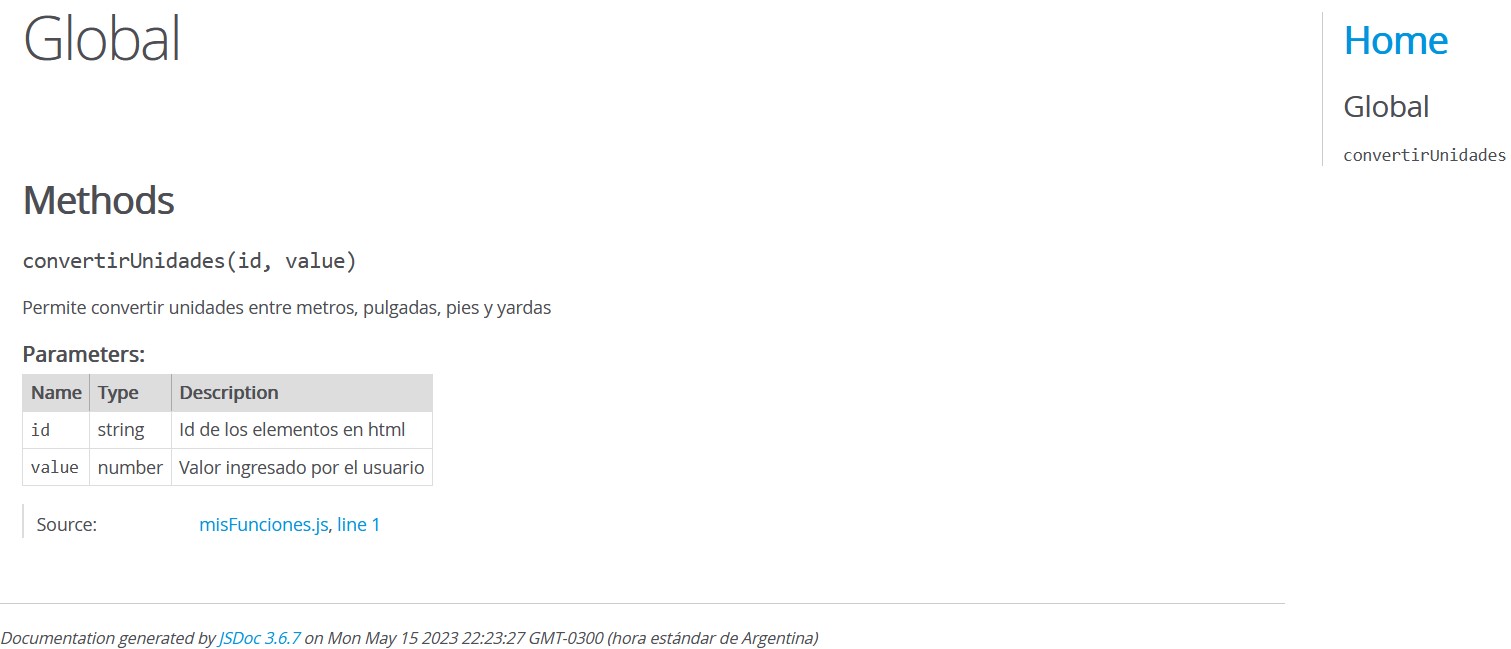 Global
Home
Global
convertirUnidades
Methods
convertirUnidades(id, value)
Permite convertir unidades entre metros, pulgadas, pies y yardas
Parameters:
Name Type Description
id string Id de los elementos en html
value number Valor ingresado por el usuario
Source: misFunciones.js, line 1
Documentation generated by JSDoc 3.6.7 on Mon May 15 2023 22:23:27 GMT-0300 (hora estándar de Argentina)